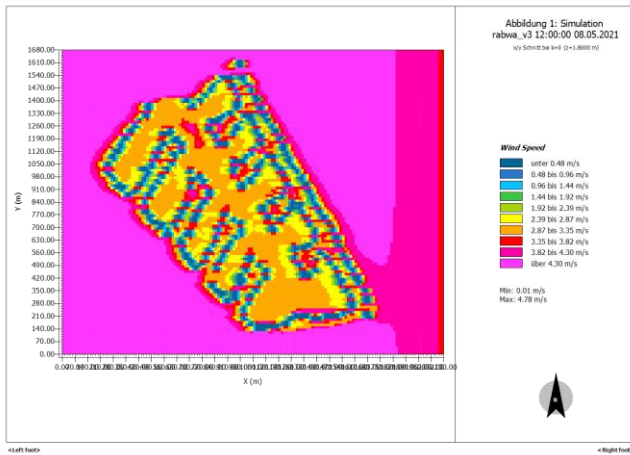 Abbildung 1: Simulation
rabwa_v3 12:00:00 08.05.2021
x/y Schnitt bei k=0 (z=1.8000 m)
1680.00
1610.00
1540.00
1470.00
1400.00
1330.00
1260.00
1190.00
1120.00
1050.00
980.00
910.00
840.00
770.00
700.00
630.00
560.00
490.00
420.00
350.00
280.00
210.00
140.00
70.00
0.00
Y (m)
X (m)
Wind Speed
unter 0.48 m/s
0.48 bis 0.96 m/s
0.96 bis 1.44 m/s
1.44 bis 1.92 m/s
1.92 bis 2.39 m/s
2.39 bis 2.87 m/s
2.87 bis 3.35 m/s
3.35 bis 3.82 m/s
3.82 bis 4.30 m/s
über 4.30 m/s
Min: 0.01 m/s
Max: 4.78 m/s
N
<Left foot>
<Right foot